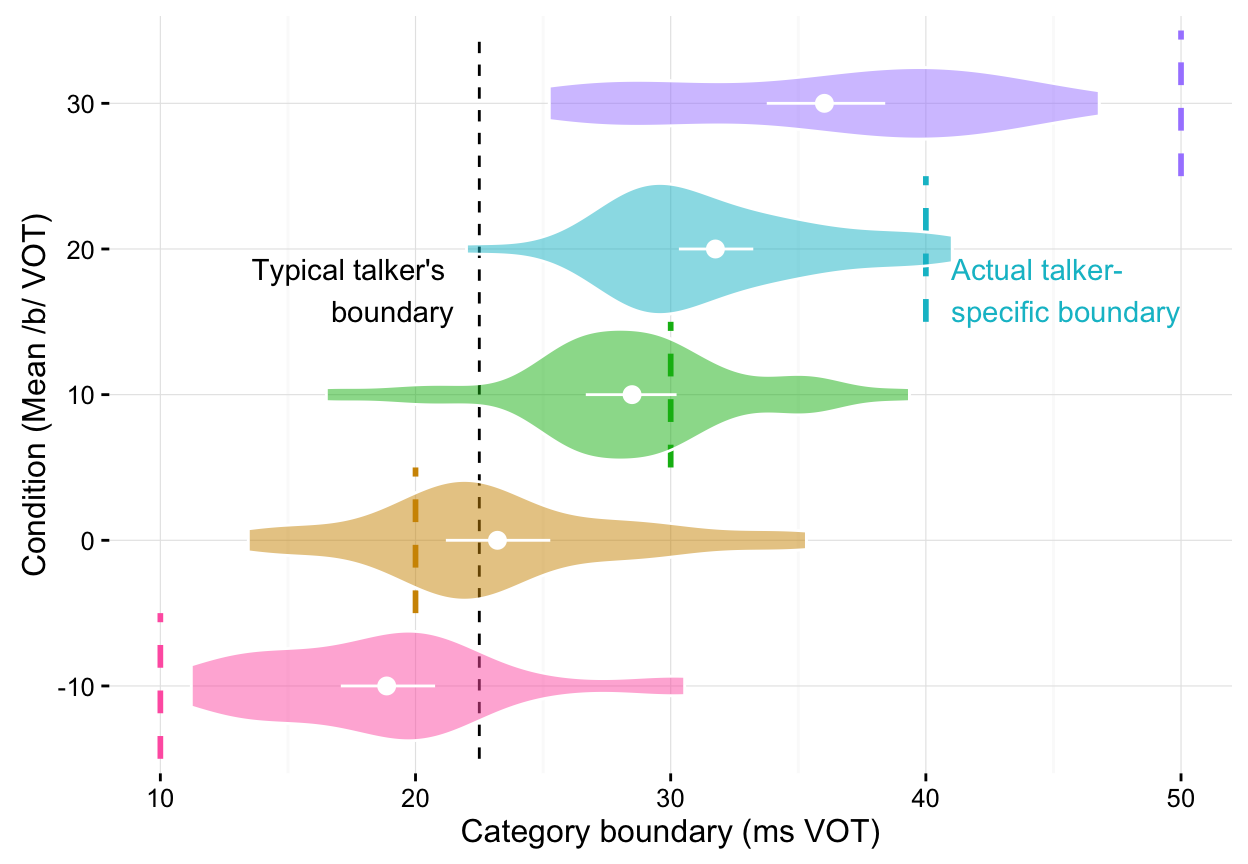 30
20
10
0
-10
Condition (Mean /b/ VOT)
Typical talker's
boundary
Actual talker-
specific boundary
10 20 30 40 50
Category boundary (ms VOT)